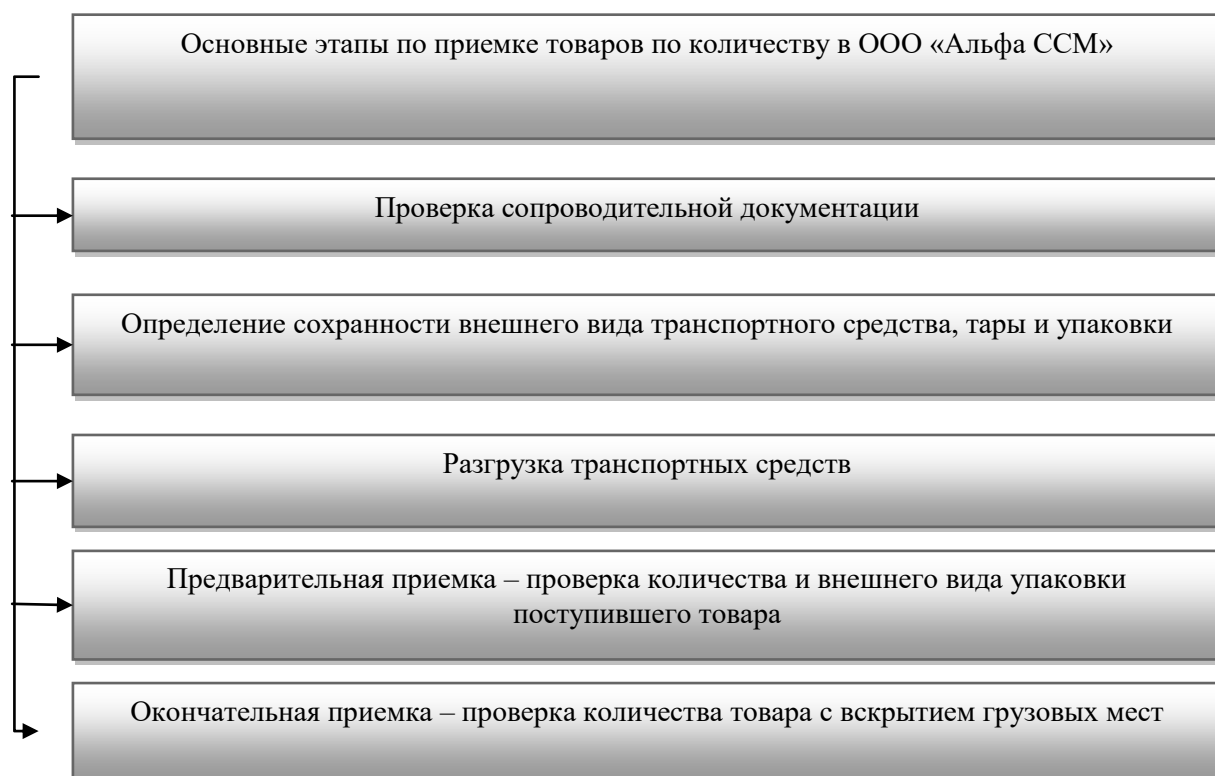 Основные этапы по приемке товаров по количеству в ООО «Альфа ССМ»
Проверка сопроводительной документации
Определение сохранности внешнего вида транспортного средства, тары и упаковки
Разгрузка транспортных средств
Предварительная приемка – проверка количества и внешнего вида упаковки
поступившего товара
Окончательная приемка – проверка количества товара с вскрытием грузовых мест